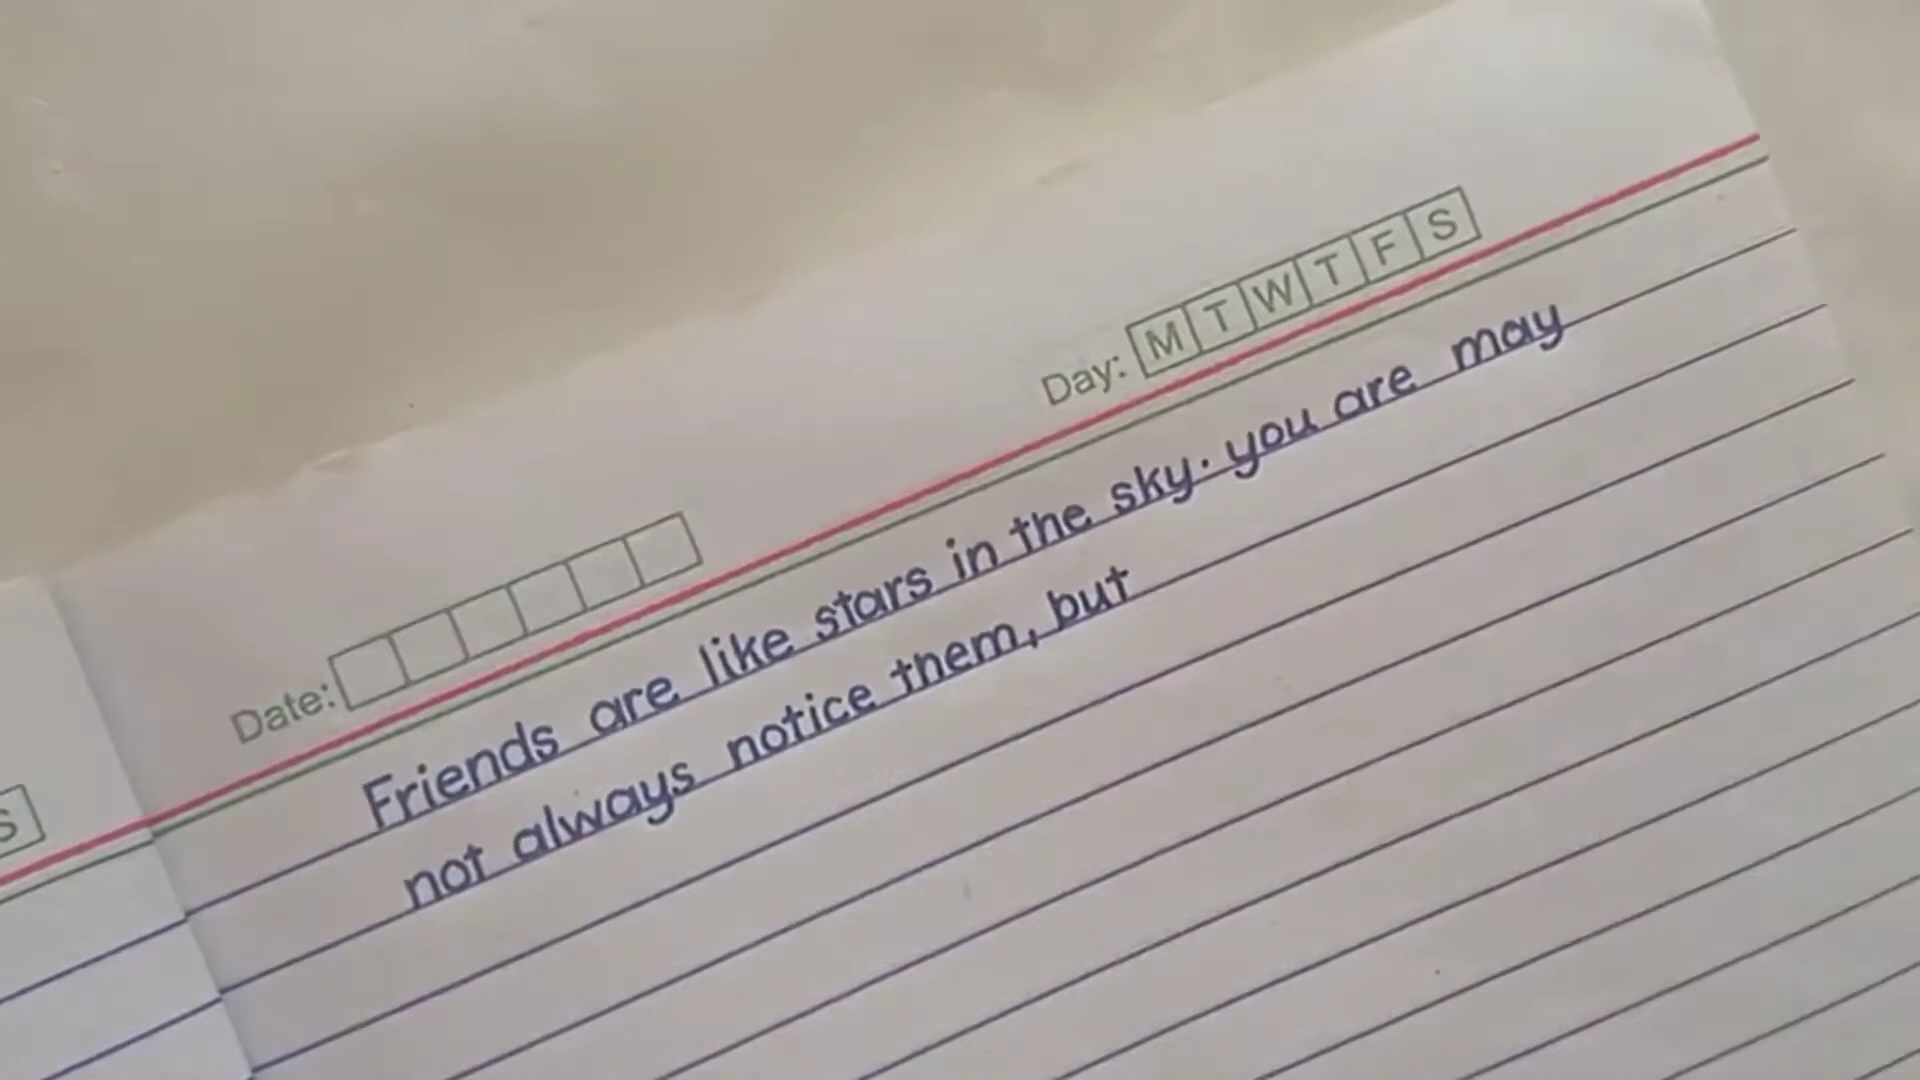 Day: M T W T F S
Date:
Friends are like stars in the sky. you are may
not always notice them, but
S